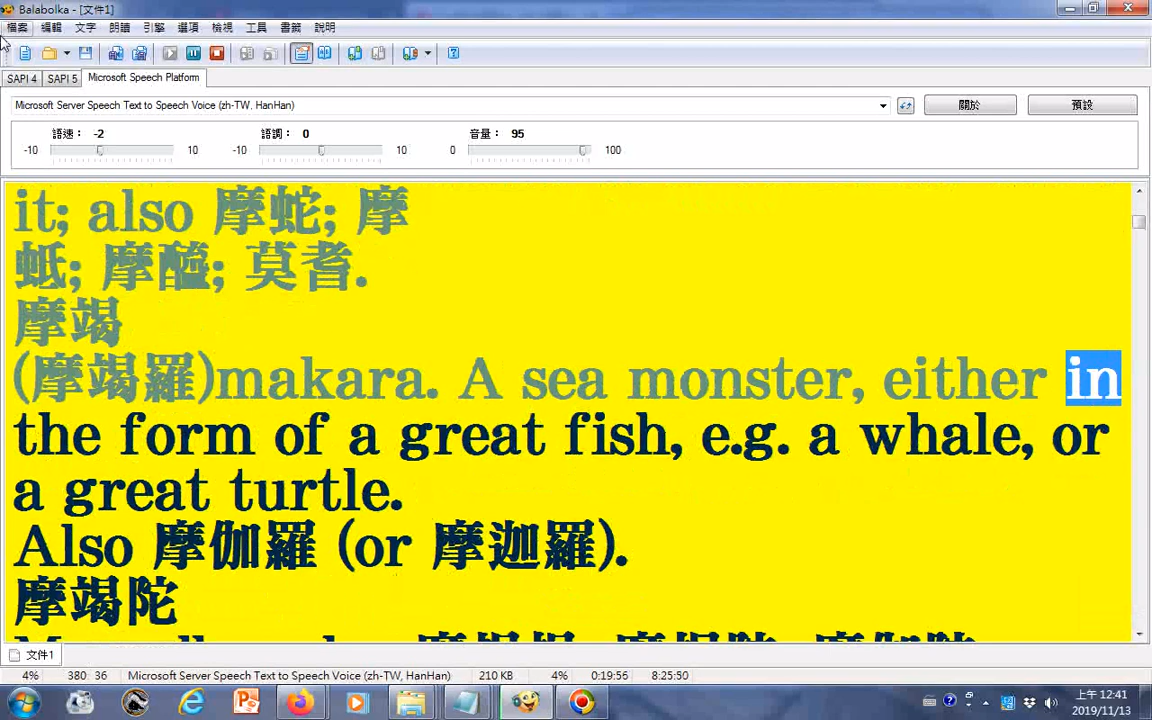 Balabolka - [文件1]
檔案 編輯 文字 朗讀 引擎 選項 檢視 工具 書籤 說明
SAPI 4 SAPI 5 Microsoft Speech Platform
Microsoft Server Speech Text to Speech Voice (zh-TW, HanHan) 關於 預設
語速： -2 語調： 0 音量： 95
-10 10 -10 10 0 100
it; also 摩蛇; 摩
蚳; 摩醯; 莫耆.
摩竭
(摩竭羅)makara. A sea monster, either in
the form of a great fish, e.g. a whale, or
a great turtle.
Also 摩伽羅 (or 摩迦羅).
摩竭陀
文件1
4% 380 36 Microsoft Server Speech Text to Speech Voice (zh-TW, HanHan) 210 KB 4% 0:19:56 8:25:50
上午 12:41
2019/11/13